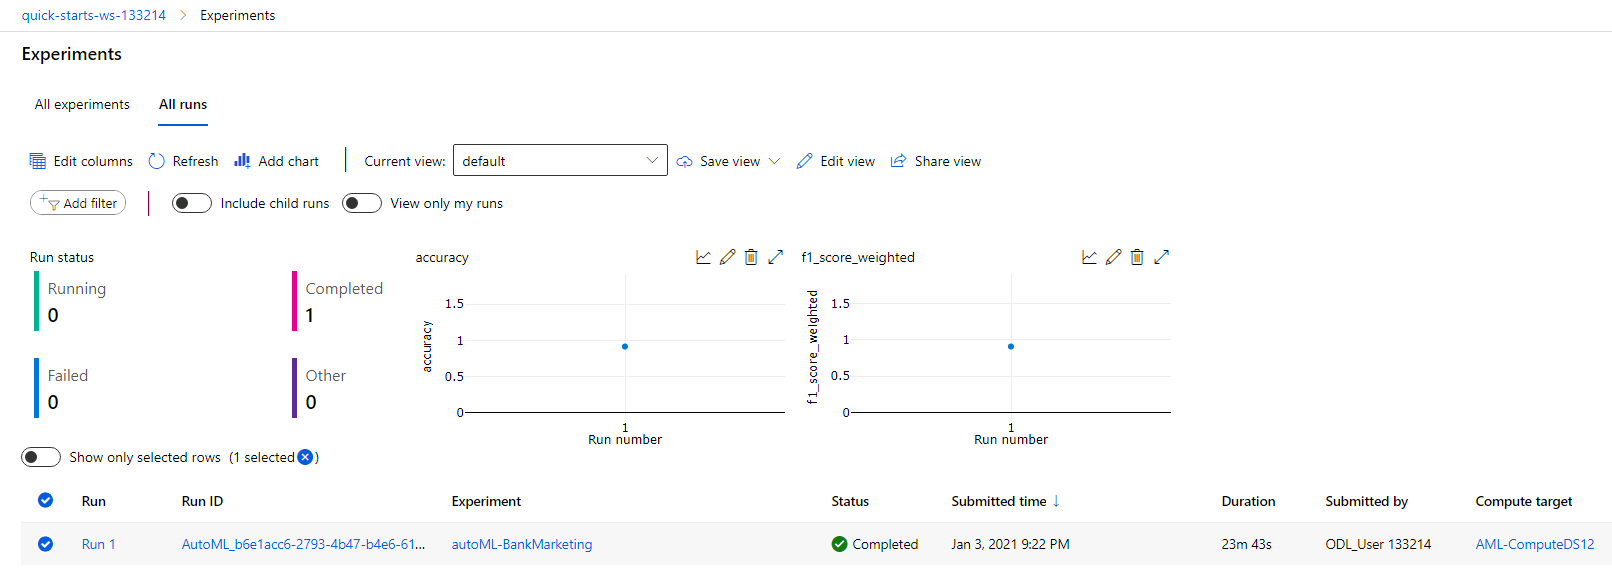 quick-starts-ws-133214 > Experiments
Experiments
All experiments All runs
Edit columns Refresh Add chart Current view: default Save view Edit view Share view
Add filter Include child runs View only my runs
Run status
Running
0
Completed
1
Failed
0
Other
0
accuracy
accuracy
1.5
1
0.5
0
1
Run number
f1_score_weighted
f1_score_weighted
1.5
1
0.5
0
1
Run number
Show only selected rows (1 selected )
Run Run ID Experiment Status Submitted time ↓ Duration Submitted by Compute target
Run 1 AutoML_b6e1acc6-2793-4b47-b4e6-61... autoML-BankMarketing Completed Jan 3, 2021 9:22 PM 23m 43s ODL_User 133214 AML-ComputeDS12